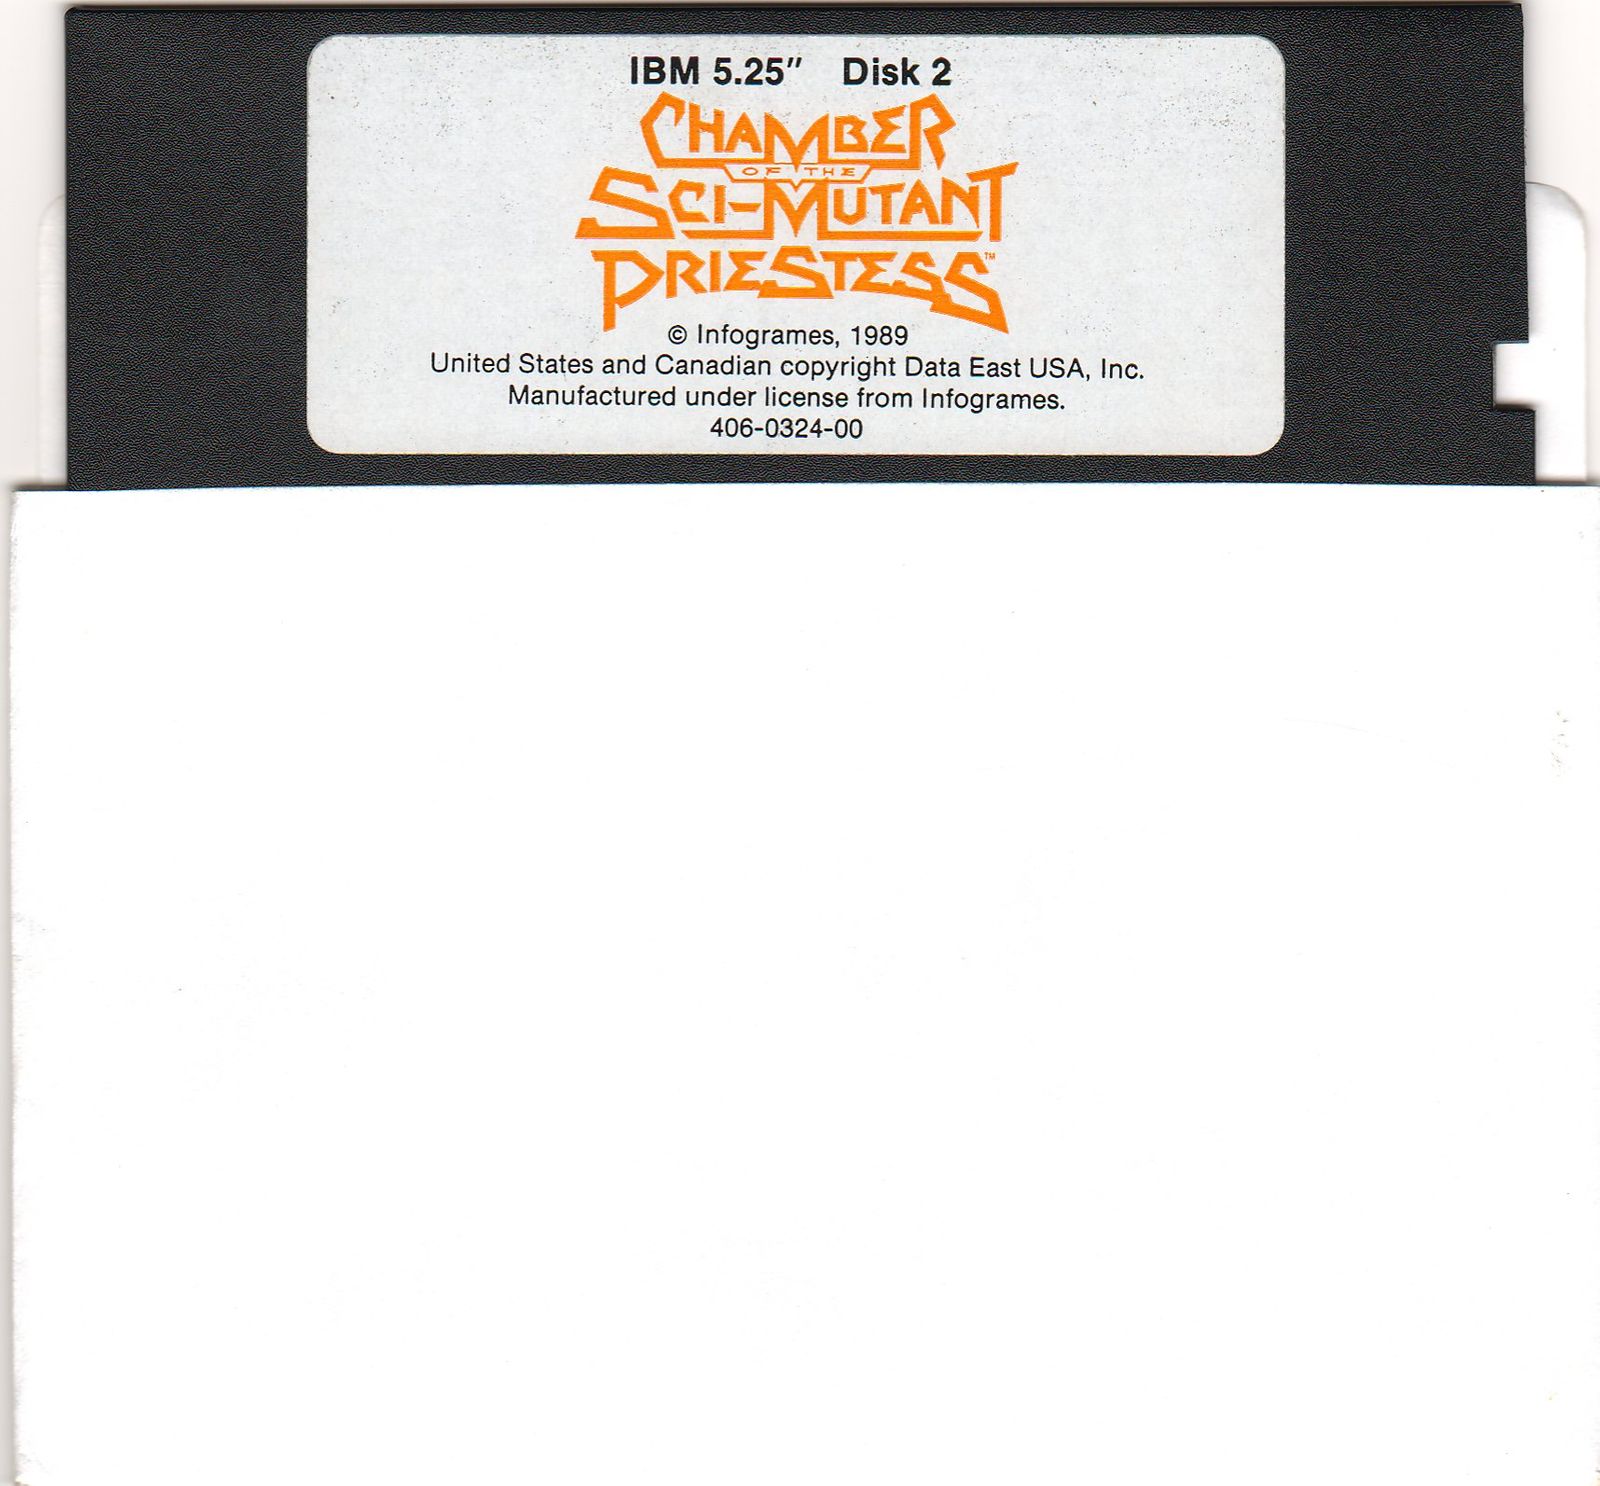 IBM 5.25" Disk 2
CHAMBER
OF THE
SCI-MUTANT
PRIESTESS™
© Infogrames, 1989
United States and Canadian copyright Data East USA, Inc.
Manufactured under license from Infogrames.
406-0324-00